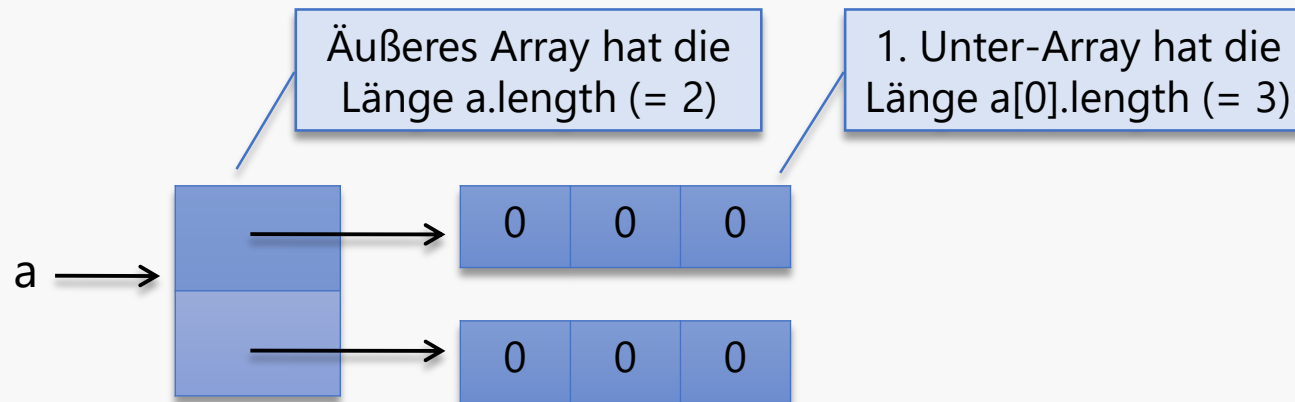 Äußeres Array hat die
Länge a.length (= 2)
1. Unter-Array hat die
Länge a[0].length (= 3)
0 0 0
a
0 0 0